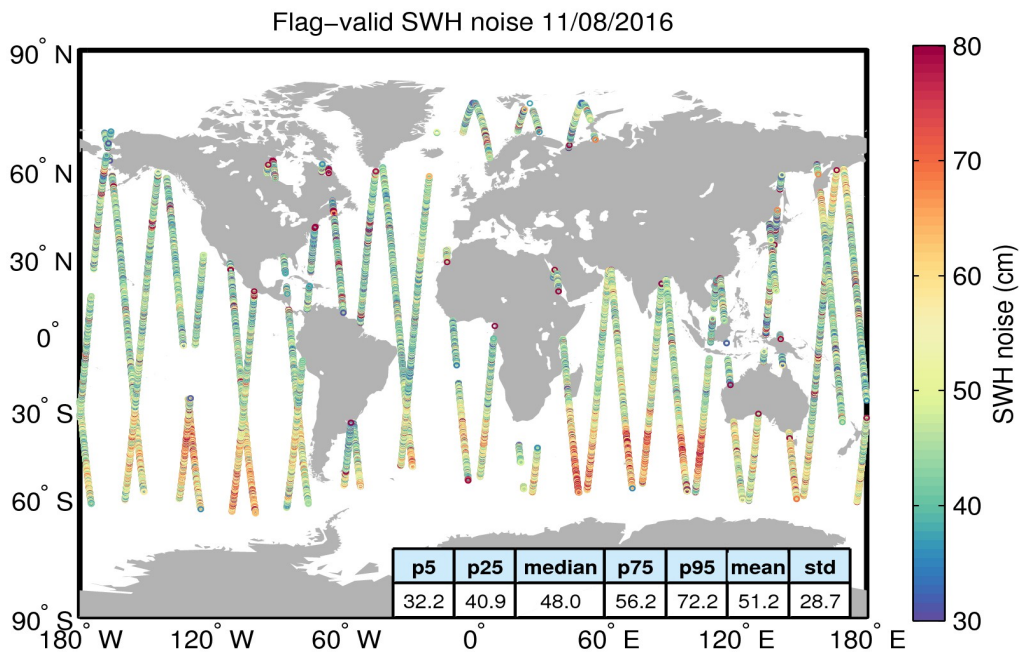 Flag−valid SWH noise 11/08/2016
90° N
60° N
30° N
0°
30° S
60° S
90° S
180° W
120° W
60° W
0°
60° E
120° E
180° E
p5 p25 median p75 p95 mean std
32.2 40.9 48.0 56.2 72.2 51.2 28.7
80
70
60
50
40
30
SWH noise (cm)